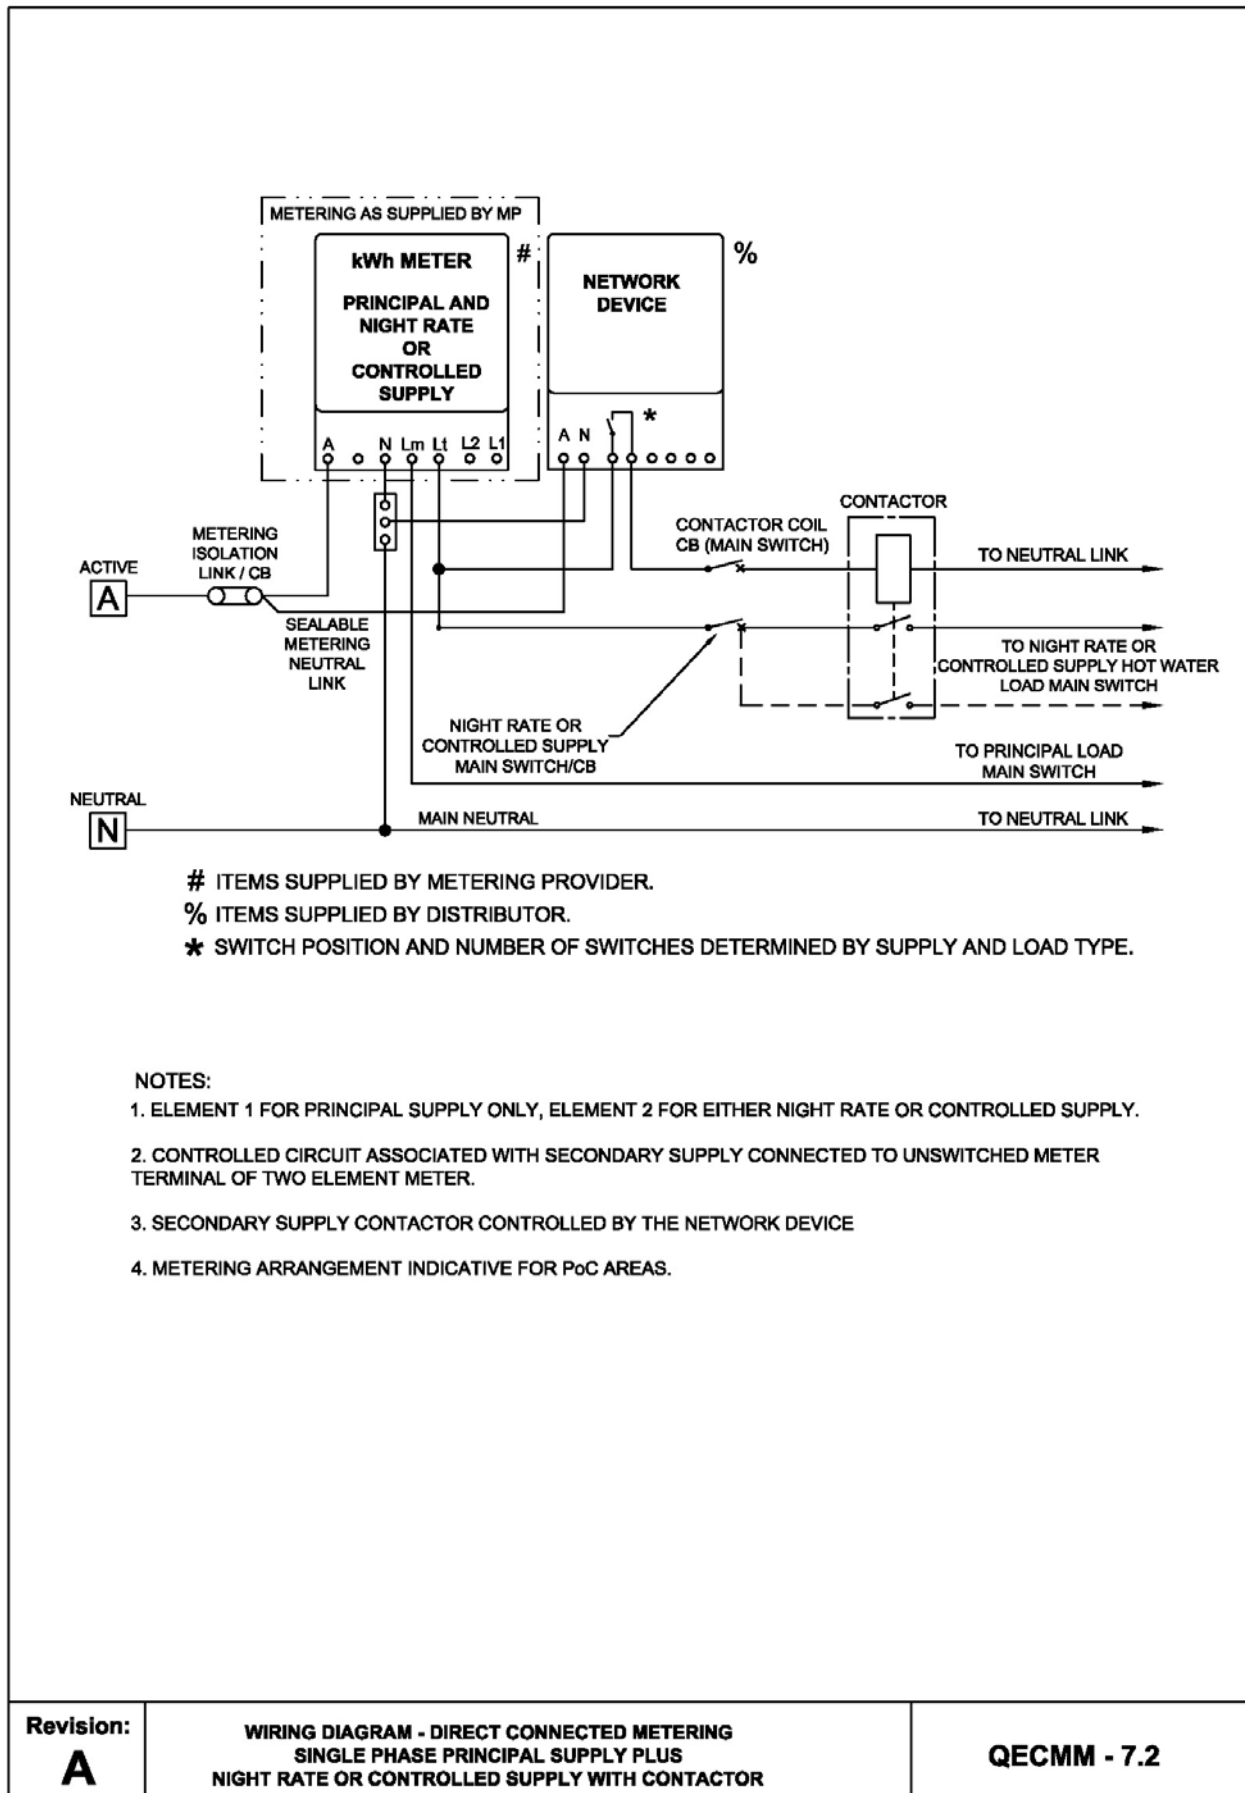 METERING AS SUPPLIED BY MP
kWh METER
PRINCIPAL AND
NIGHT RATE
OR
CONTROLLED
SUPPLY
#
A N Lm Lt L2 L1
NETWORK
DEVICE
%
A N
*
METERING
ISOLATION
LINK / CB
ACTIVE
A
SEALABLE
METERING
NEUTRAL
LINK
CONTACTOR COIL
CB (MAIN SWITCH)
CONTACTOR
TO NEUTRAL LINK
TO NIGHT RATE OR
CONTROLLED SUPPLY HOT WATER
LOAD MAIN SWITCH
NIGHT RATE OR
CONTROLLED SUPPLY
MAIN SWITCH/CB
TO PRINCIPAL LOAD
MAIN SWITCH
NEUTRAL
N
MAIN NEUTRAL
TO NEUTRAL LINK
# ITEMS SUPPLIED BY METERING PROVIDER.
% ITEMS SUPPLIED BY DISTRIBUTOR.
* SWITCH POSITION AND NUMBER OF SWITCHES DETERMINED BY SUPPLY AND LOAD TYPE.
NOTES:
1. ELEMENT 1 FOR PRINCIPAL SUPPLY ONLY, ELEMENT 2 FOR EITHER NIGHT RATE OR CONTROLLED SUPPLY.
2. CONTROLLED CIRCUIT ASSOCIATED WITH SECONDARY SUPPLY CONNECTED TO UNSWITCHED METER
TERMINAL OF TWO ELEMENT METER.
3. SECONDARY SUPPLY CONTACTOR CONTROLLED BY THE NETWORK DEVICE
4. METERING ARRANGEMENT INDICATIVE FOR PoC AREAS.
Revision:
A
WIRING DIAGRAM - DIRECT CONNECTED METERING
SINGLE PHASE PRINCIPAL SUPPLY PLUS
NIGHT RATE OR CONTROLLED SUPPLY WITH CONTACTOR
QECMM - 7.2